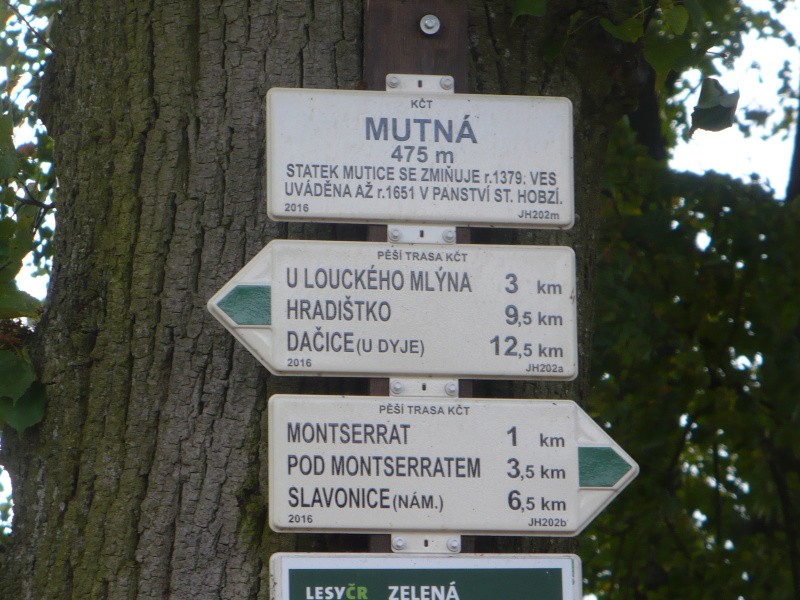 KČT
MUTNÁ
475 m
STATEK MUTICE SE ZMIŇUJE r.1379. VES
UVÁDĚNA AŽ r.1651 V PANSTVÍ ST. HOBZÍ.
2016 JH202m
PĚŠÍ TRASA KČT
U LOUCKÉHO MLÝNA 3 km
HRADIŠTKO 9,5 km
DAČICE (U DYJE) 12,5 km
2016 JH202a
PĚŠÍ TRASA KČT
MONTSERRAT 1 km
POD MONTSERRATEM 3,5 km
SLAVONICE (NÁM.) 6,5 km
2016 JH202b
LESY ČR ZELENÁ